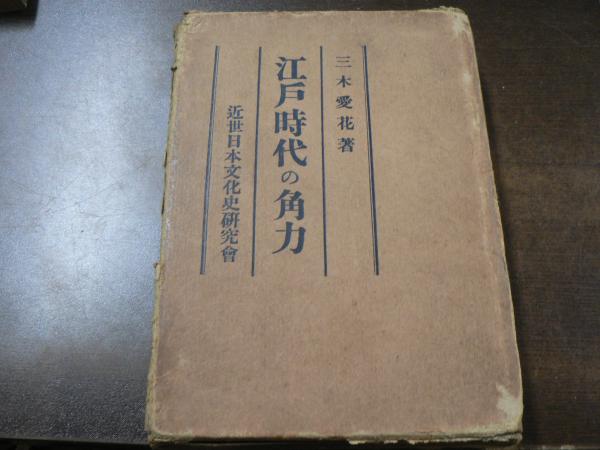 三木愛花著
江戸時代の角力
近世日本文化史研究會